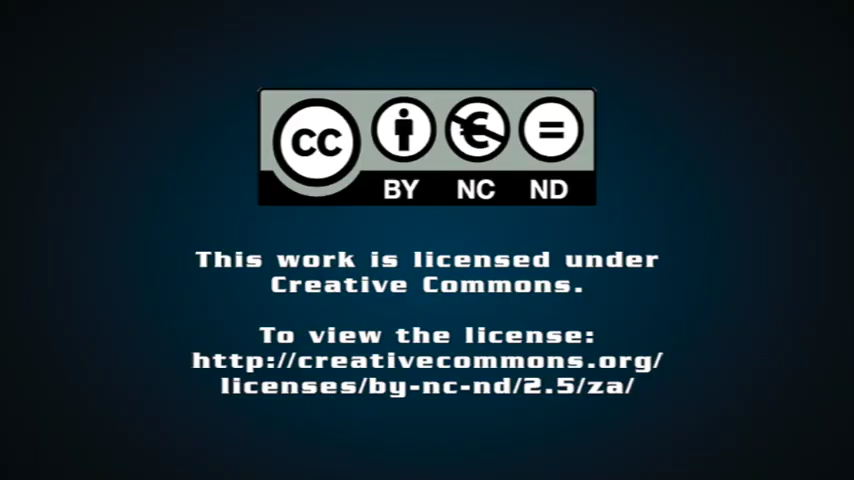 CC
BY NC ND
This work is licensed under
Creative Commons.
To view the license:
http://creativecommons.org/
licenses/by-nc-nd/2.5/za/